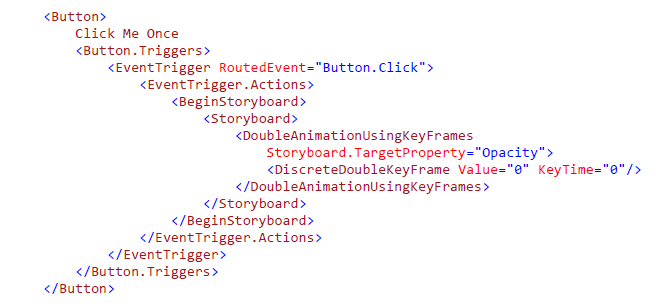 <Button>
    Click Me Once
    <Button.Triggers>
        <EventTrigger RoutedEvent="Button.Click">
            <EventTrigger.Actions>
                <BeginStoryboard>
                    <Storyboard>
                        <DoubleAnimationUsingKeyFrames
                            Storyboard.TargetProperty="Opacity">
                            <DiscreteDoubleKeyFrame Value="0" KeyTime="0"/>
                        </DoubleAnimationUsingKeyFrames>
                    </Storyboard>
                </BeginStoryboard>
            </EventTrigger.Actions>
        </EventTrigger>
    </Button.Triggers>
</Button>